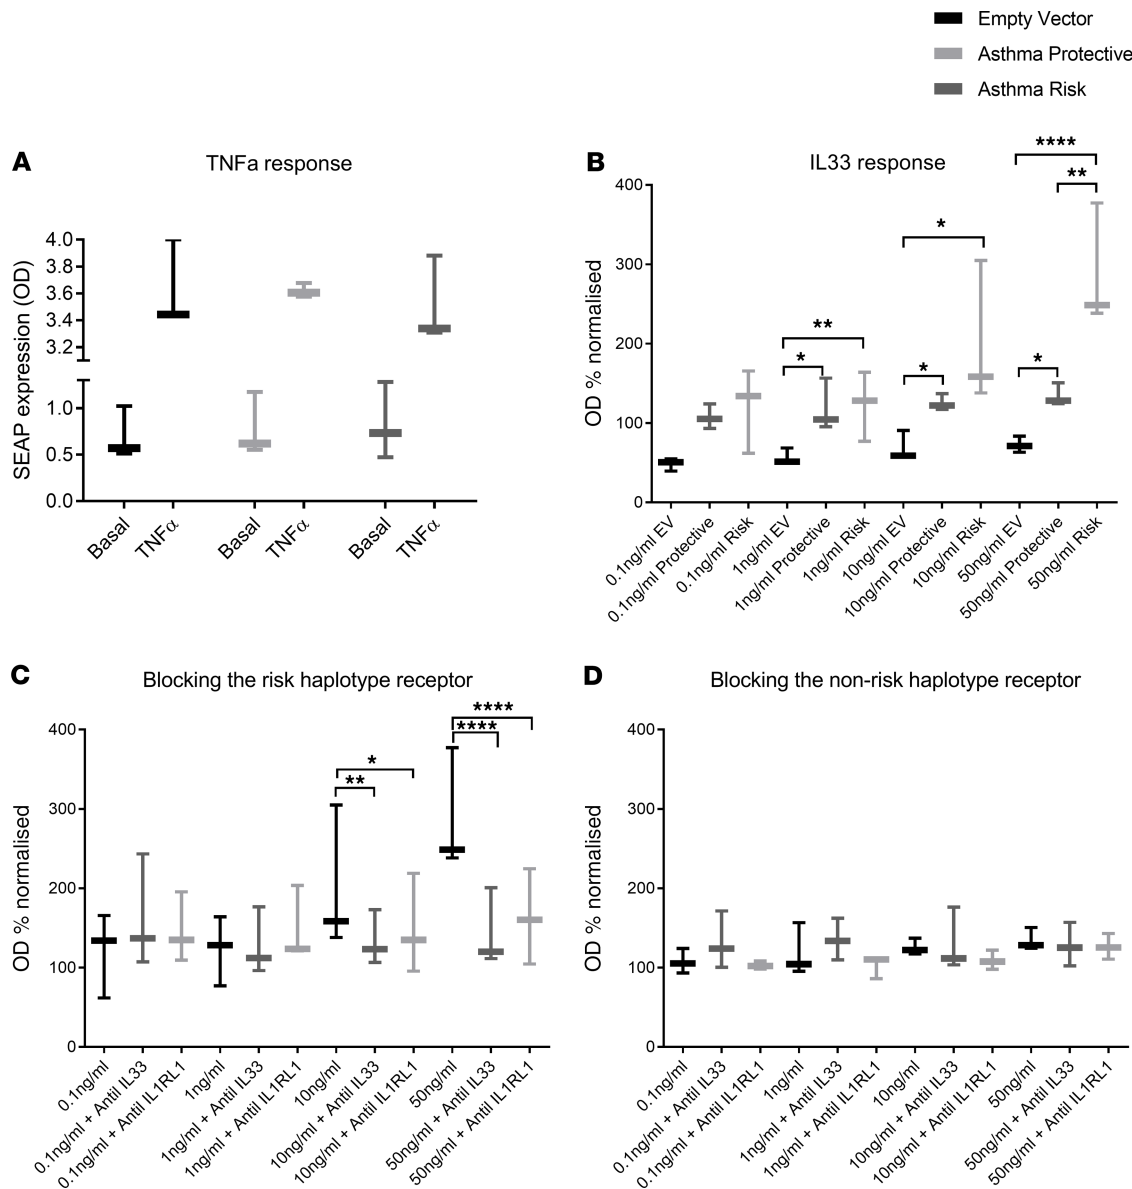 Empty Vector
Asthma Protective
Asthma Risk
A
TNFa response
SEAP expression (OD)
4.0
3.8
3.6
3.4
3.2
1.0
0.5
0.0
Basal
TNFα
Basal
TNFα
Basal
TNFα
B
IL33 response
OD % normalised
400
300
200
100
0
**
*
*
*
*
****
**
0.1ng/ml EV
0.1ng/ml Protective
0.1ng/ml Risk
1ng/ml EV
1ng/ml Protective
1ng/ml Risk
10ng/ml EV
10ng/ml Protective
10ng/ml Risk
50ng/ml EV
50ng/ml Protective
50ng/ml Risk
C
Blocking the risk haplotype receptor
OD % normalised
400
300
200
100
0
*
**
****
****
0.1ng/ml
0.1ng/ml + Antil IL33
0.1ng/ml + Antil IL1RL1
1ng/ml
1ng/ml + Antil IL33
1ng/ml + Antil IL1RL1
10ng/ml
10ng/ml + Antil IL33
10ng/ml + Antil IL1RL1
50ng/ml
50ng/ml + Antil IL33
50ng/ml + Antil IL1RL1
D
Blocking the non-risk haplotype receptor
OD % normalised
400
300
200
100
0
0.1ng/ml
0.1ng/ml + Antil IL33
0.1ng/ml + Antil IL1RL1
1ng/ml
1ng/ml + Antil IL33
1ng/ml + Antil IL1RL1
10ng/ml
10ng/ml + Antil IL33
10ng/ml + Antil IL1RL1
50ng/ml
50ng/ml + Antil IL33
50ng/ml + Antil IL1RL1